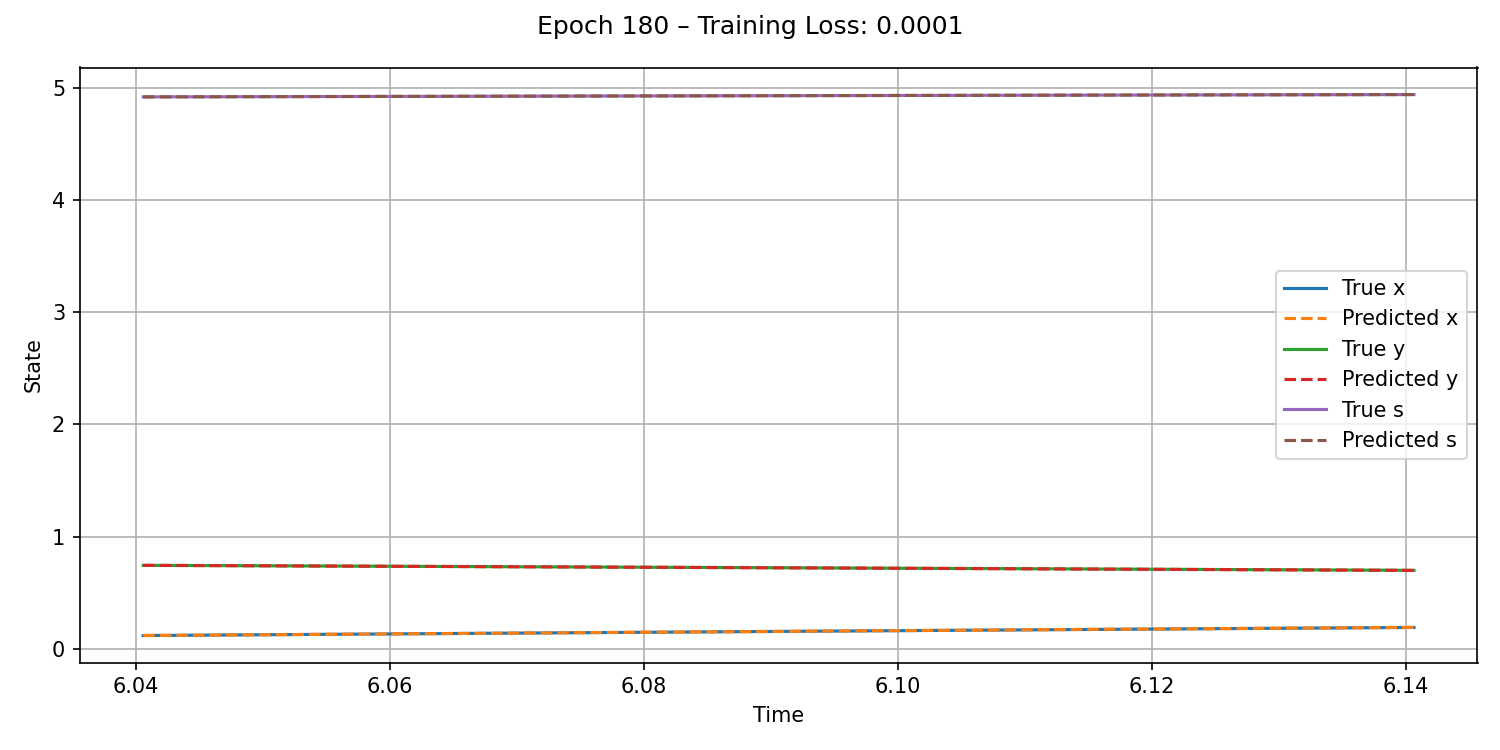 Epoch 180 – Training Loss: 0.0001
State
5
4
3
2
1
0
True x
Predicted x
True y
Predicted y
True s
Predicted s
6.04 6.06 6.08 6.10 6.12 6.14
Time